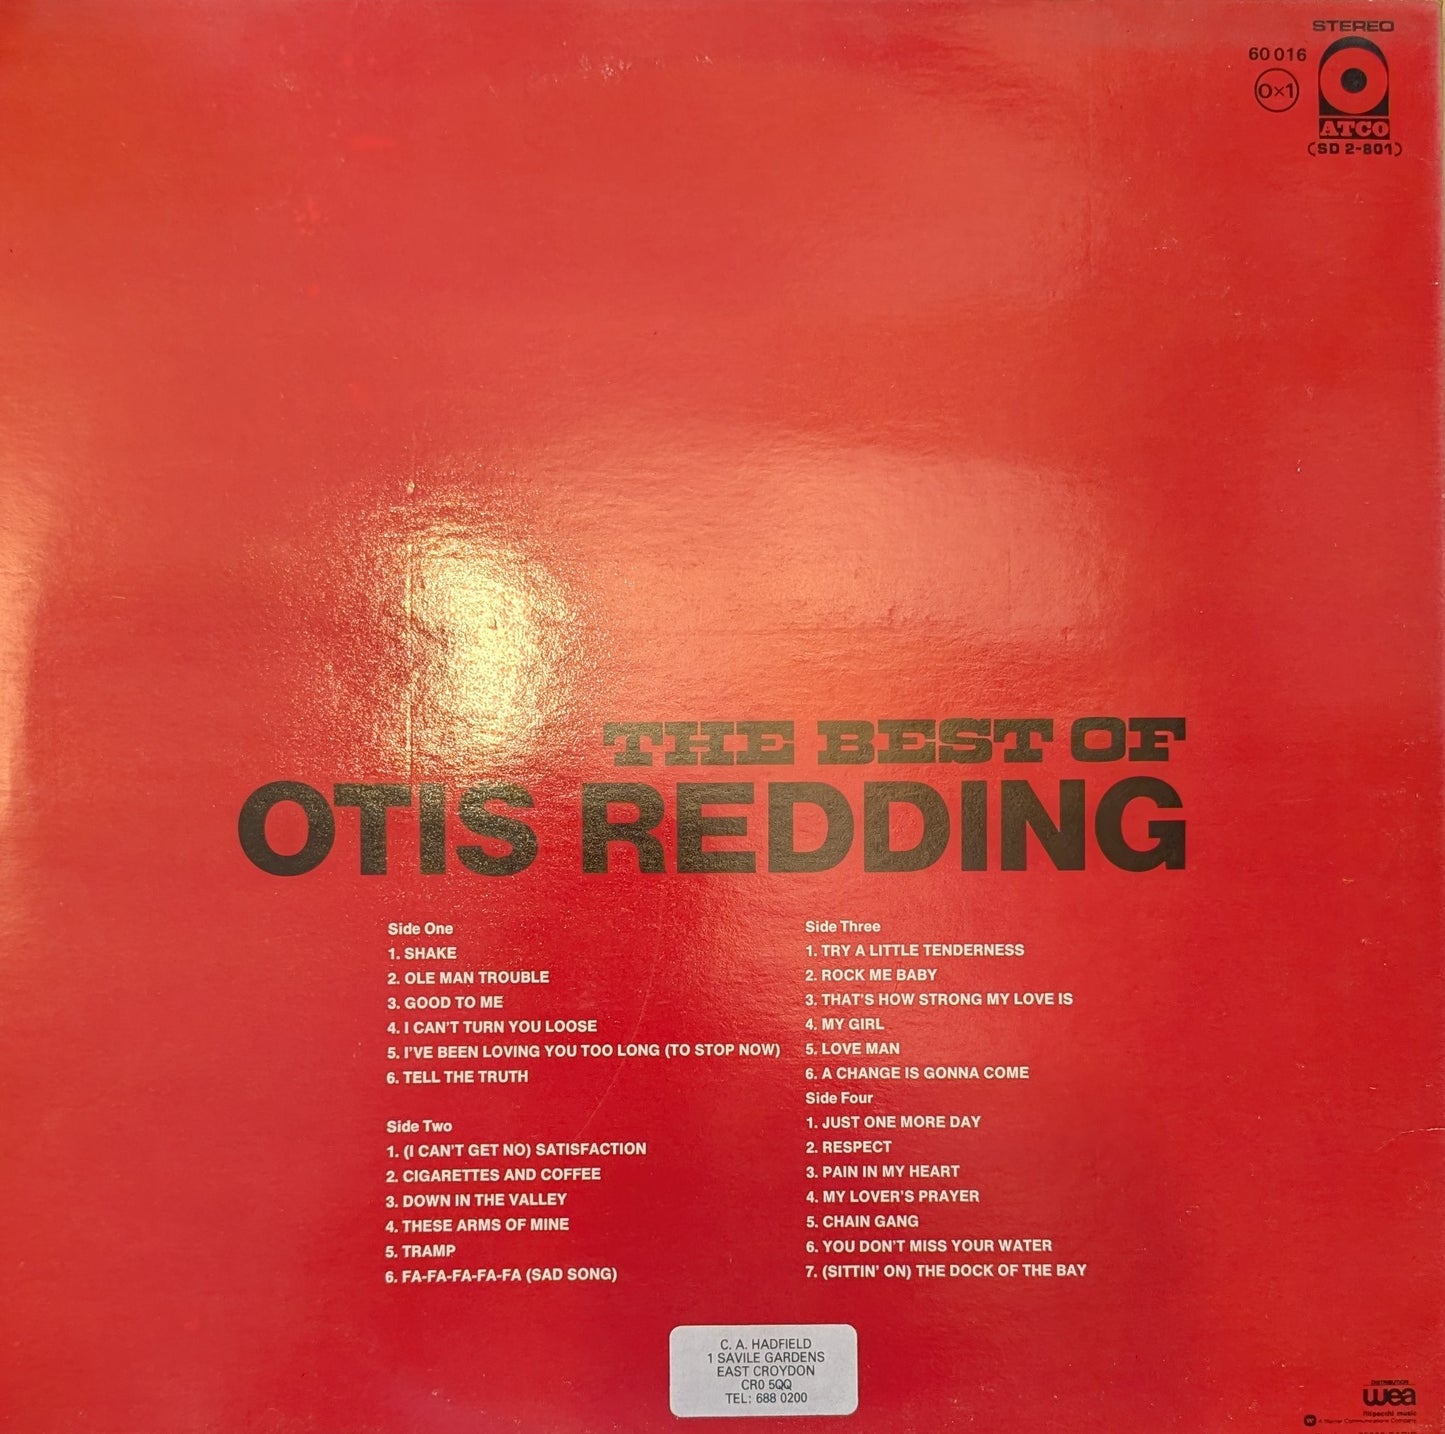 STEREO
60 016
O×1
ATCO
(SD 2-801)
THE BEST OF
OTIS REDDING
Side One
1. SHAKE
2. OLE MAN TROUBLE
3. GOOD TO ME
4. I CAN'T TURN YOU LOOSE
5. I'VE BEEN LOVING YOU TOO LONG (TO STOP NOW)
6. TELL THE TRUTH
Side Two
1. (I CAN'T GET NO) SATISFACTION
2. CIGARETTES AND COFFEE
3. DOWN IN THE VALLEY
4. THESE ARMS OF MINE
5. TRAMP
6. FA-FA-FA-FA-FA (SAD SONG)
Side Three
1. TRY A LITTLE TENDERNESS
2. ROCK ME BABY
3. THAT'S HOW STRONG MY LOVE IS
4. MY GIRL
5. LOVE MAN
6. A CHANGE IS GONNA COME
Side Four
1. JUST ONE MORE DAY
2. RESPECT
3. PAIN IN MY HEART
4. MY LOVER'S PRAYER
5. CHAIN GANG
6. YOU DON'T MISS YOUR WATER
7. (SITTIN' ON) THE DOCK OF THE BAY
C. A. HADFIELD
1 SAVILE GARDENS
EAST CROYDON
CR0 5QQ
TEL: 688 0200
DISTRIBUTION
wea
filipacchi music
A Warner Communications Company